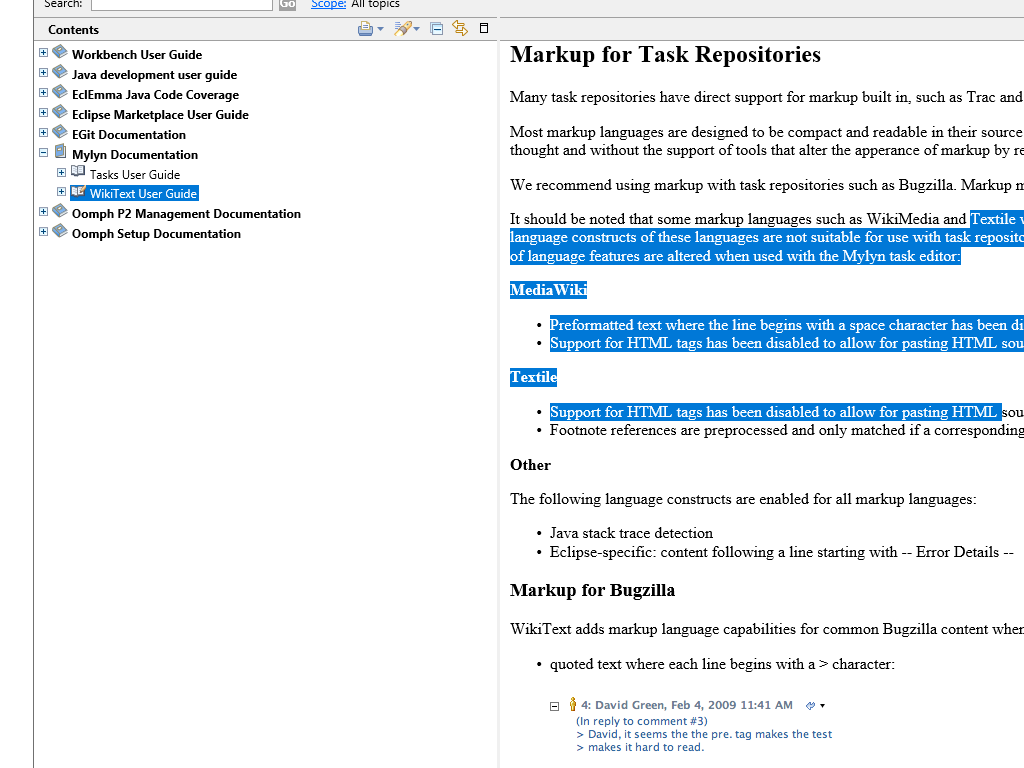 Search: Go Scope: All topics
Contents
Workbench User Guide
Java development user guide
EclEmma Java Code Coverage
Eclipse Marketplace User Guide
EGit Documentation
Mylyn Documentation
Tasks User Guide
WikiText User Guide
Oomph P2 Management Documentation
Oomph Setup Documentation
Markup for Task Repositories
Many task repositories have direct support for markup built in, such as Trac and
Most markup languages are designed to be compact and readable in their source
thought and without the support of tools that alter the apperance of markup by re
We recommend using markup with task repositories such as Bugzilla. Markup m
It should be noted that some markup languages such as WikiMedia and Textile w
language constructs of these languages are not suitable for use with task reposito
of language features are altered when used with the Mylyn task editor:
MediaWiki
• Preformatted text where the line begins with a space character has been di
• Support for HTML tags has been disabled to allow for pasting HTML sou
Textile
• Support for HTML tags has been disabled to allow for pasting HTML sou
• Footnote references are preprocessed and only matched if a corresponding
Other
The following language constructs are enabled for all markup languages:
• Java stack trace detection
• Eclipse-specific: content following a line starting with -- Error Details --
Markup for Bugzilla
WikiText adds markup language capabilities for common Bugzilla content when
• quoted text where each line begins with a > character:
4: David Green, Feb 4, 2009 11:41 AM
(In reply to comment #3)
> David, it seems the the pre. tag makes the test
> makes it hard to read.